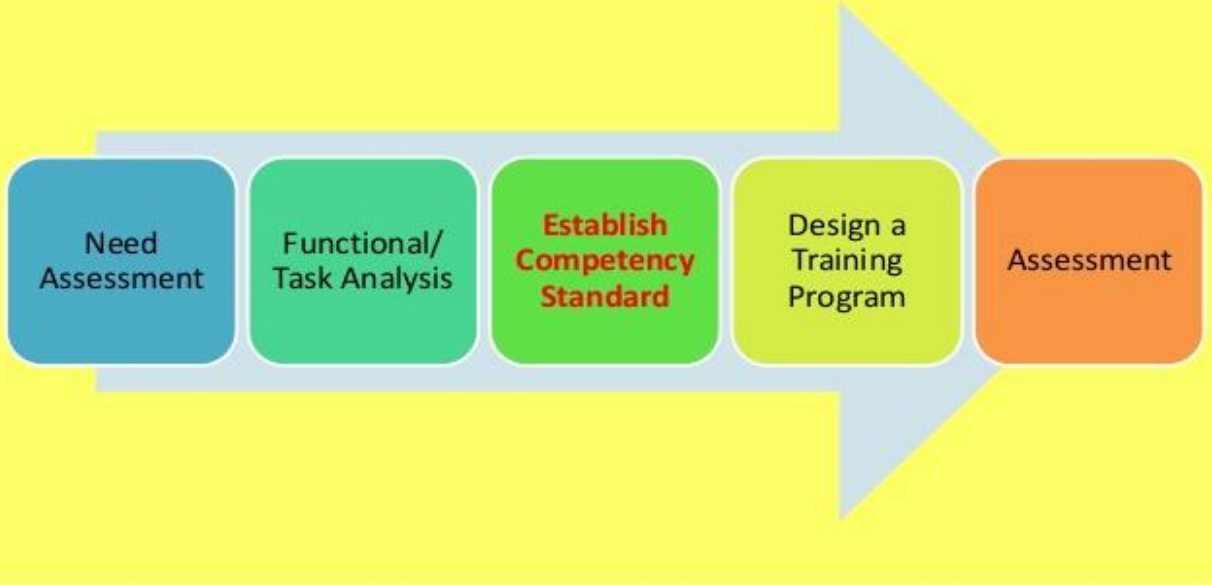 Need
Assessment
Functional/
Task Analysis
Establish
Competency
Standard
Design a
Training
Program
Assessment